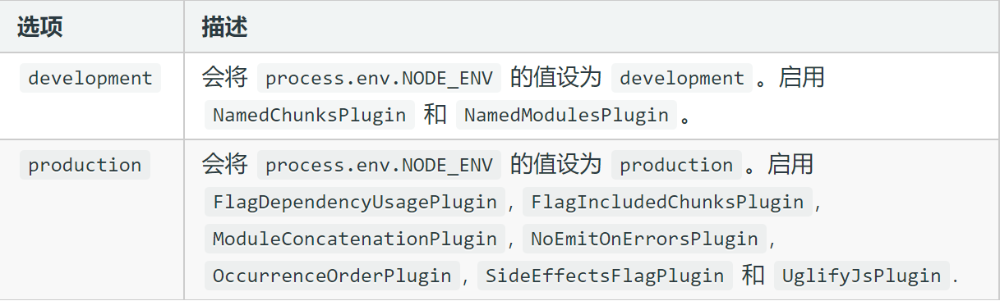 选项 描述
development 会将 process.env.NODE_ENV 的值设为 development 。启用
NamedChunksPlugin 和 NamedModulesPlugin 。
production 会将 process.env.NODE_ENV 的值设为 production 。启用
FlagDependencyUsagePlugin , FlagIncludedChunksPlugin ,
ModuleConcatenationPlugin , NoEmitOnErrorsPlugin ,
OccurrenceOrderPlugin , SideEffectsFlagPlugin 和 UglifyJsPlugin .